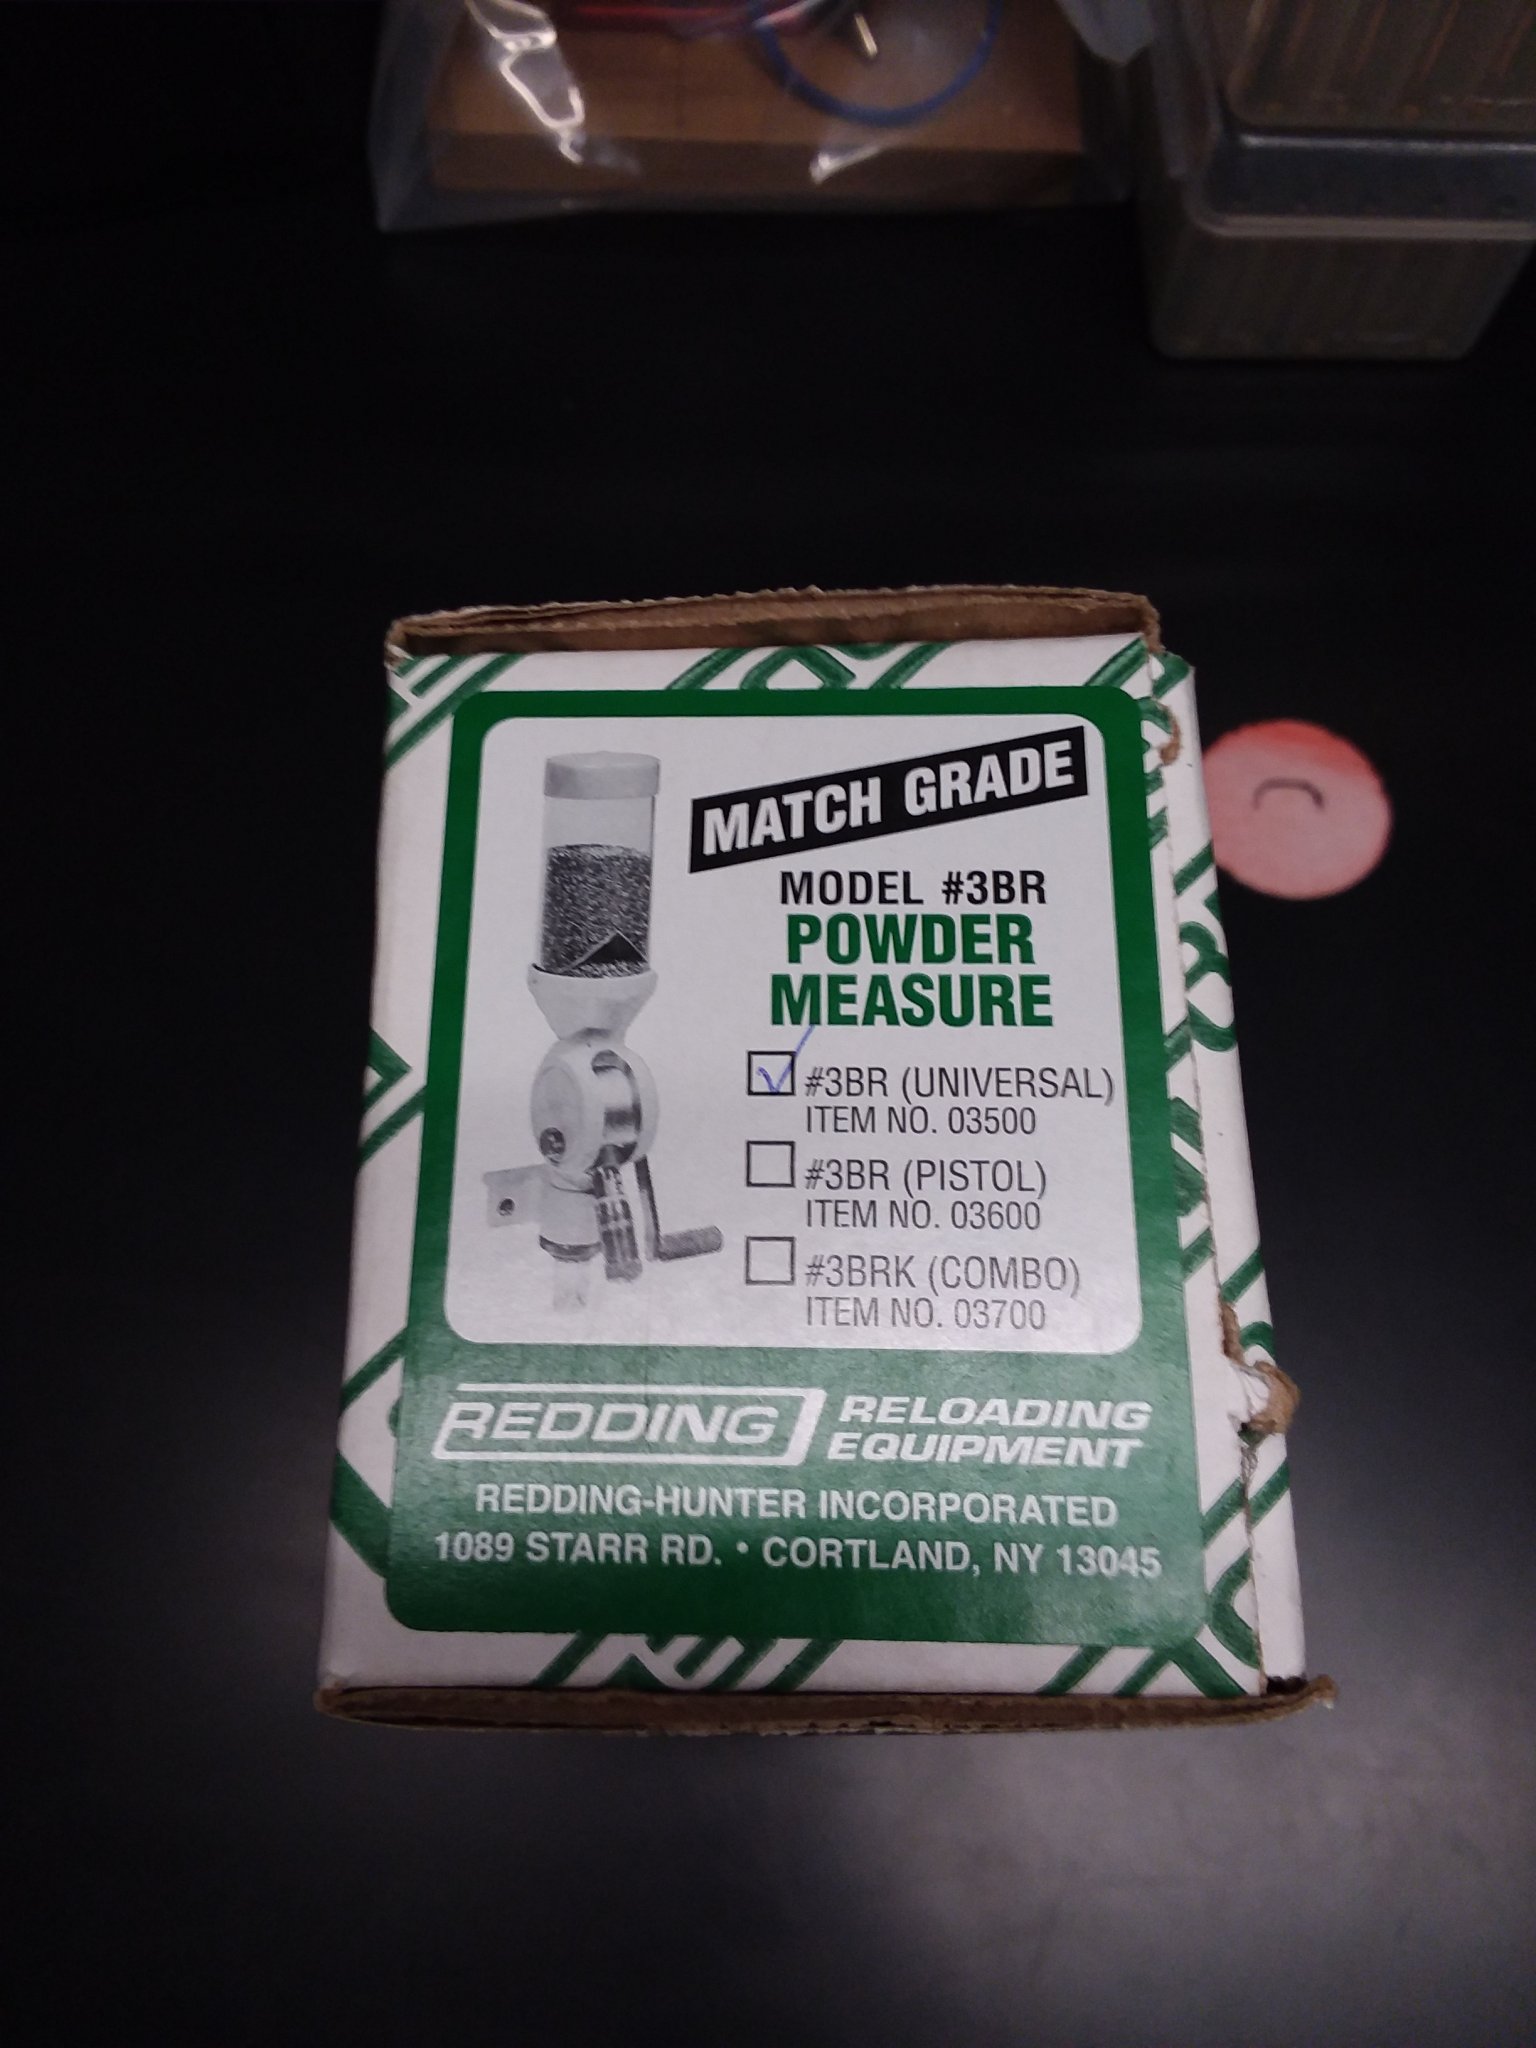 MATCH GRADE
MODEL #3BR
POWDER
MEASURE
#3BR (UNIVERSAL)
ITEM NO. 03500
#3BR (PISTOL)
ITEM NO. 03600
#3BRK (COMBO)
ITEM NO. 03700
REDDING RELOADING
EQUIPMENT
REDDING-HUNTER INCORPORATED
1089 STARR RD. • CORTLAND, NY 13045